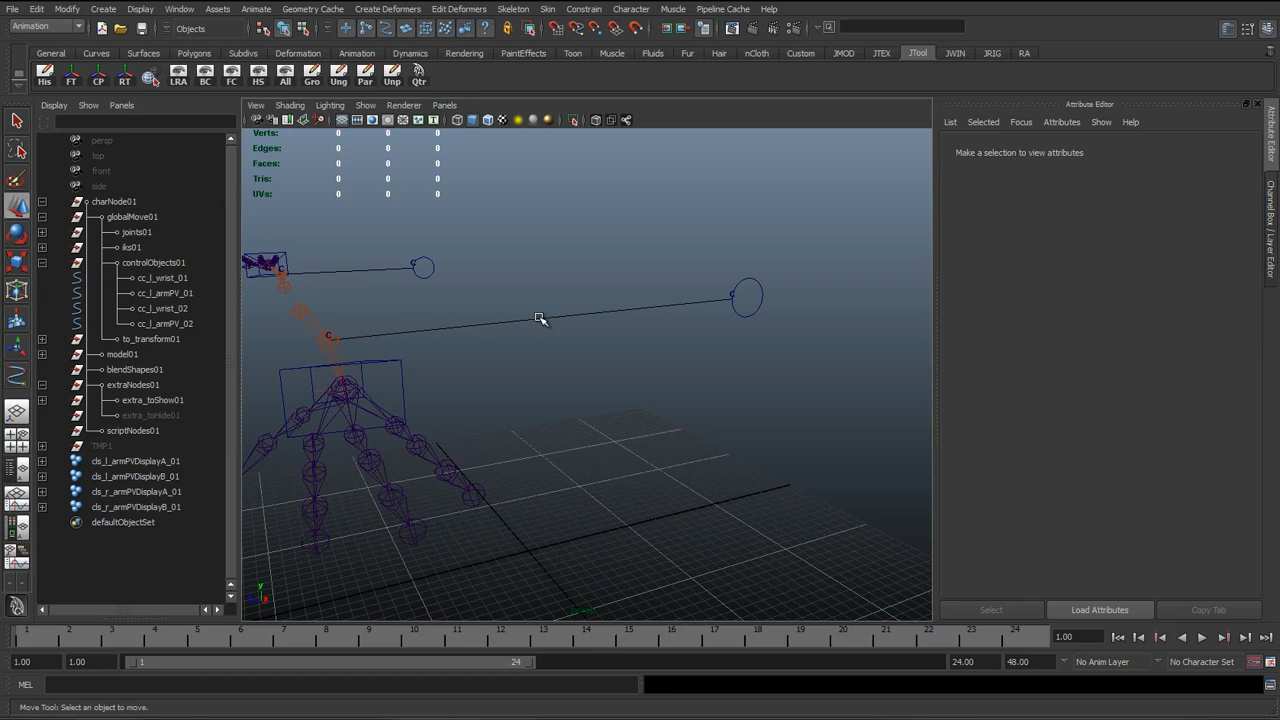 File Edit Modify Create Display Window Assets Animate Geometry Cache Create Deformers Edit Deformers Skeleton Skin Constrain Character Muscle Pipeline Cache Help
Animation Objects
General Curves Surfaces Polygons Subdivs Deformation Animation Dynamics Rendering PaintEffects Toon Muscle Fluids Fur Hair nCloth Custom JMOD JTEX JTool JWIN JRIG RA
His FT CP RT LRA BC FC HS All Gro Ung Par Unp Qtr
Display Show Panels
View Shading Lighting Show Renderer Panels
Attribute Editor
List Selected Focus Attributes Show Help
Make a selection to view attributes
Verts: 0 0 0
Edges: 0 0 0
Faces: 0 0 0
Tris: 0 0 0
UVs: 0 0 0
persp
top
front
side
charNode01
globalMove01
joints01
iks01
controlObjects01
cc_l_wrist_01
cc_l_armPV_01
cc_l_wrist_02
cc_l_armPV_02
to_transform01
model01
blendShapes01
extraNodes01
extra_toShow01
extra_toHide01
scriptNodes01
TMP1
cls_l_armPVDisplayA_01
cls_l_armPVDisplayB_01
cls_r_armPVDisplayA_01
cls_r_armPVDisplayB_01
defaultObjectSet
C C
C C
y
x
Attribute Editor
Channel Box / Layer Editor
Select Load Attributes Copy Tab
1 2 3 4 5 6 7 8 9 10 11 12 13 14 15 16 17 18 19 20 21 22 23 24 1.00
1.00 1.00 1 24 24.00 48.00 No Anim Layer No Character Set
MEL
Move Tool: Select an object to move.